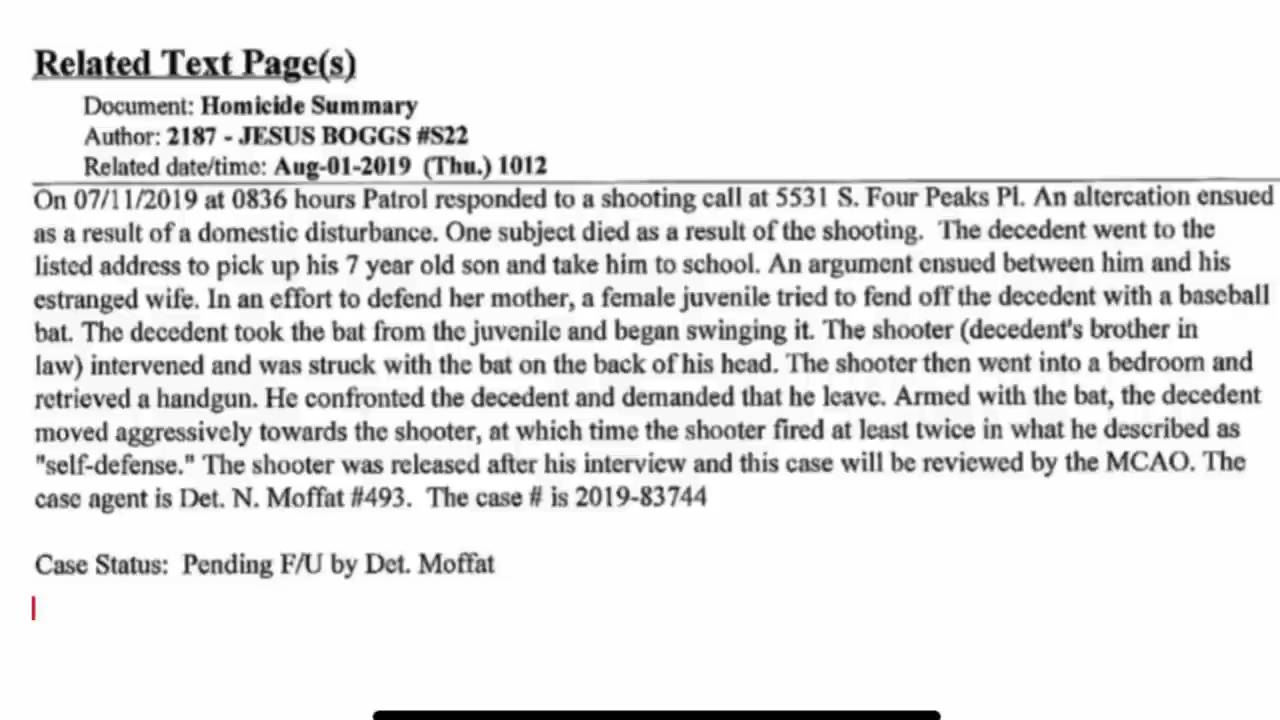 Related Text Page(s)
Document: Homicide Summary
Author: 2187 - JESUS BOGGS #S22
Related date/time: Aug-01-2019 (Thu.) 1012
On 07/11/2019 at 0836 hours Patrol responded to a shooting call at 5531 S. Four Peaks Pl. An altercation ensued
as a result of a domestic disturbance. One subject died as a result of the shooting. The decedent went to the
listed address to pick up his 7 year old son and take him to school. An argument ensued between him and his
estranged wife. In an effort to defend her mother, a female juvenile tried to fend off the decedent with a baseball
bat. The decedent took the bat from the juvenile and began swinging it. The shooter (decedent's brother in
law) intervened and was struck with the bat on the back of his head. The shooter then went into a bedroom and
retrieved a handgun. He confronted the decedent and demanded that he leave. Armed with the bat, the decedent
moved aggressively towards the shooter, at which time the shooter fired at least twice in what he described as
"self-defense." The shooter was released after his interview and this case will be reviewed by the MCAO. The
case agent is Det. N. Moffat #493. The case # is 2019-83744
Case Status: Pending F/U by Det. Moffat